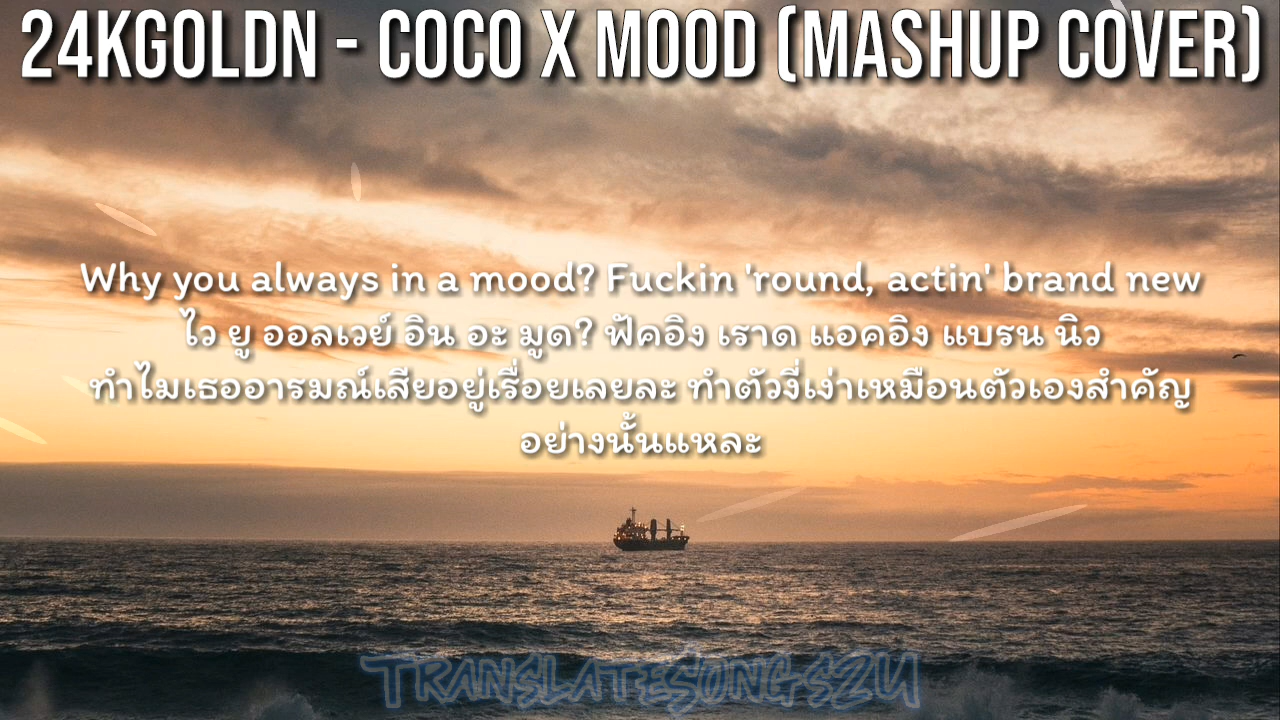 24KGOLDN - COCO X MOOD (MASHUP COVER)
Why you always in a mood? Fuckin 'round, actin' brand new
ไว ยู ออลเวย์ อิน อะ มูด? ฟัคอิง เราด แอคอิง แบรน นิว
ทำไมเธออารมณ์เสียอยู่เรื่อยเลยละ ทำตัวงี่เง่าเหมือนตัวเองสำคัญ
อย่างนั้นแหละ
TRANSLATESONGS2U